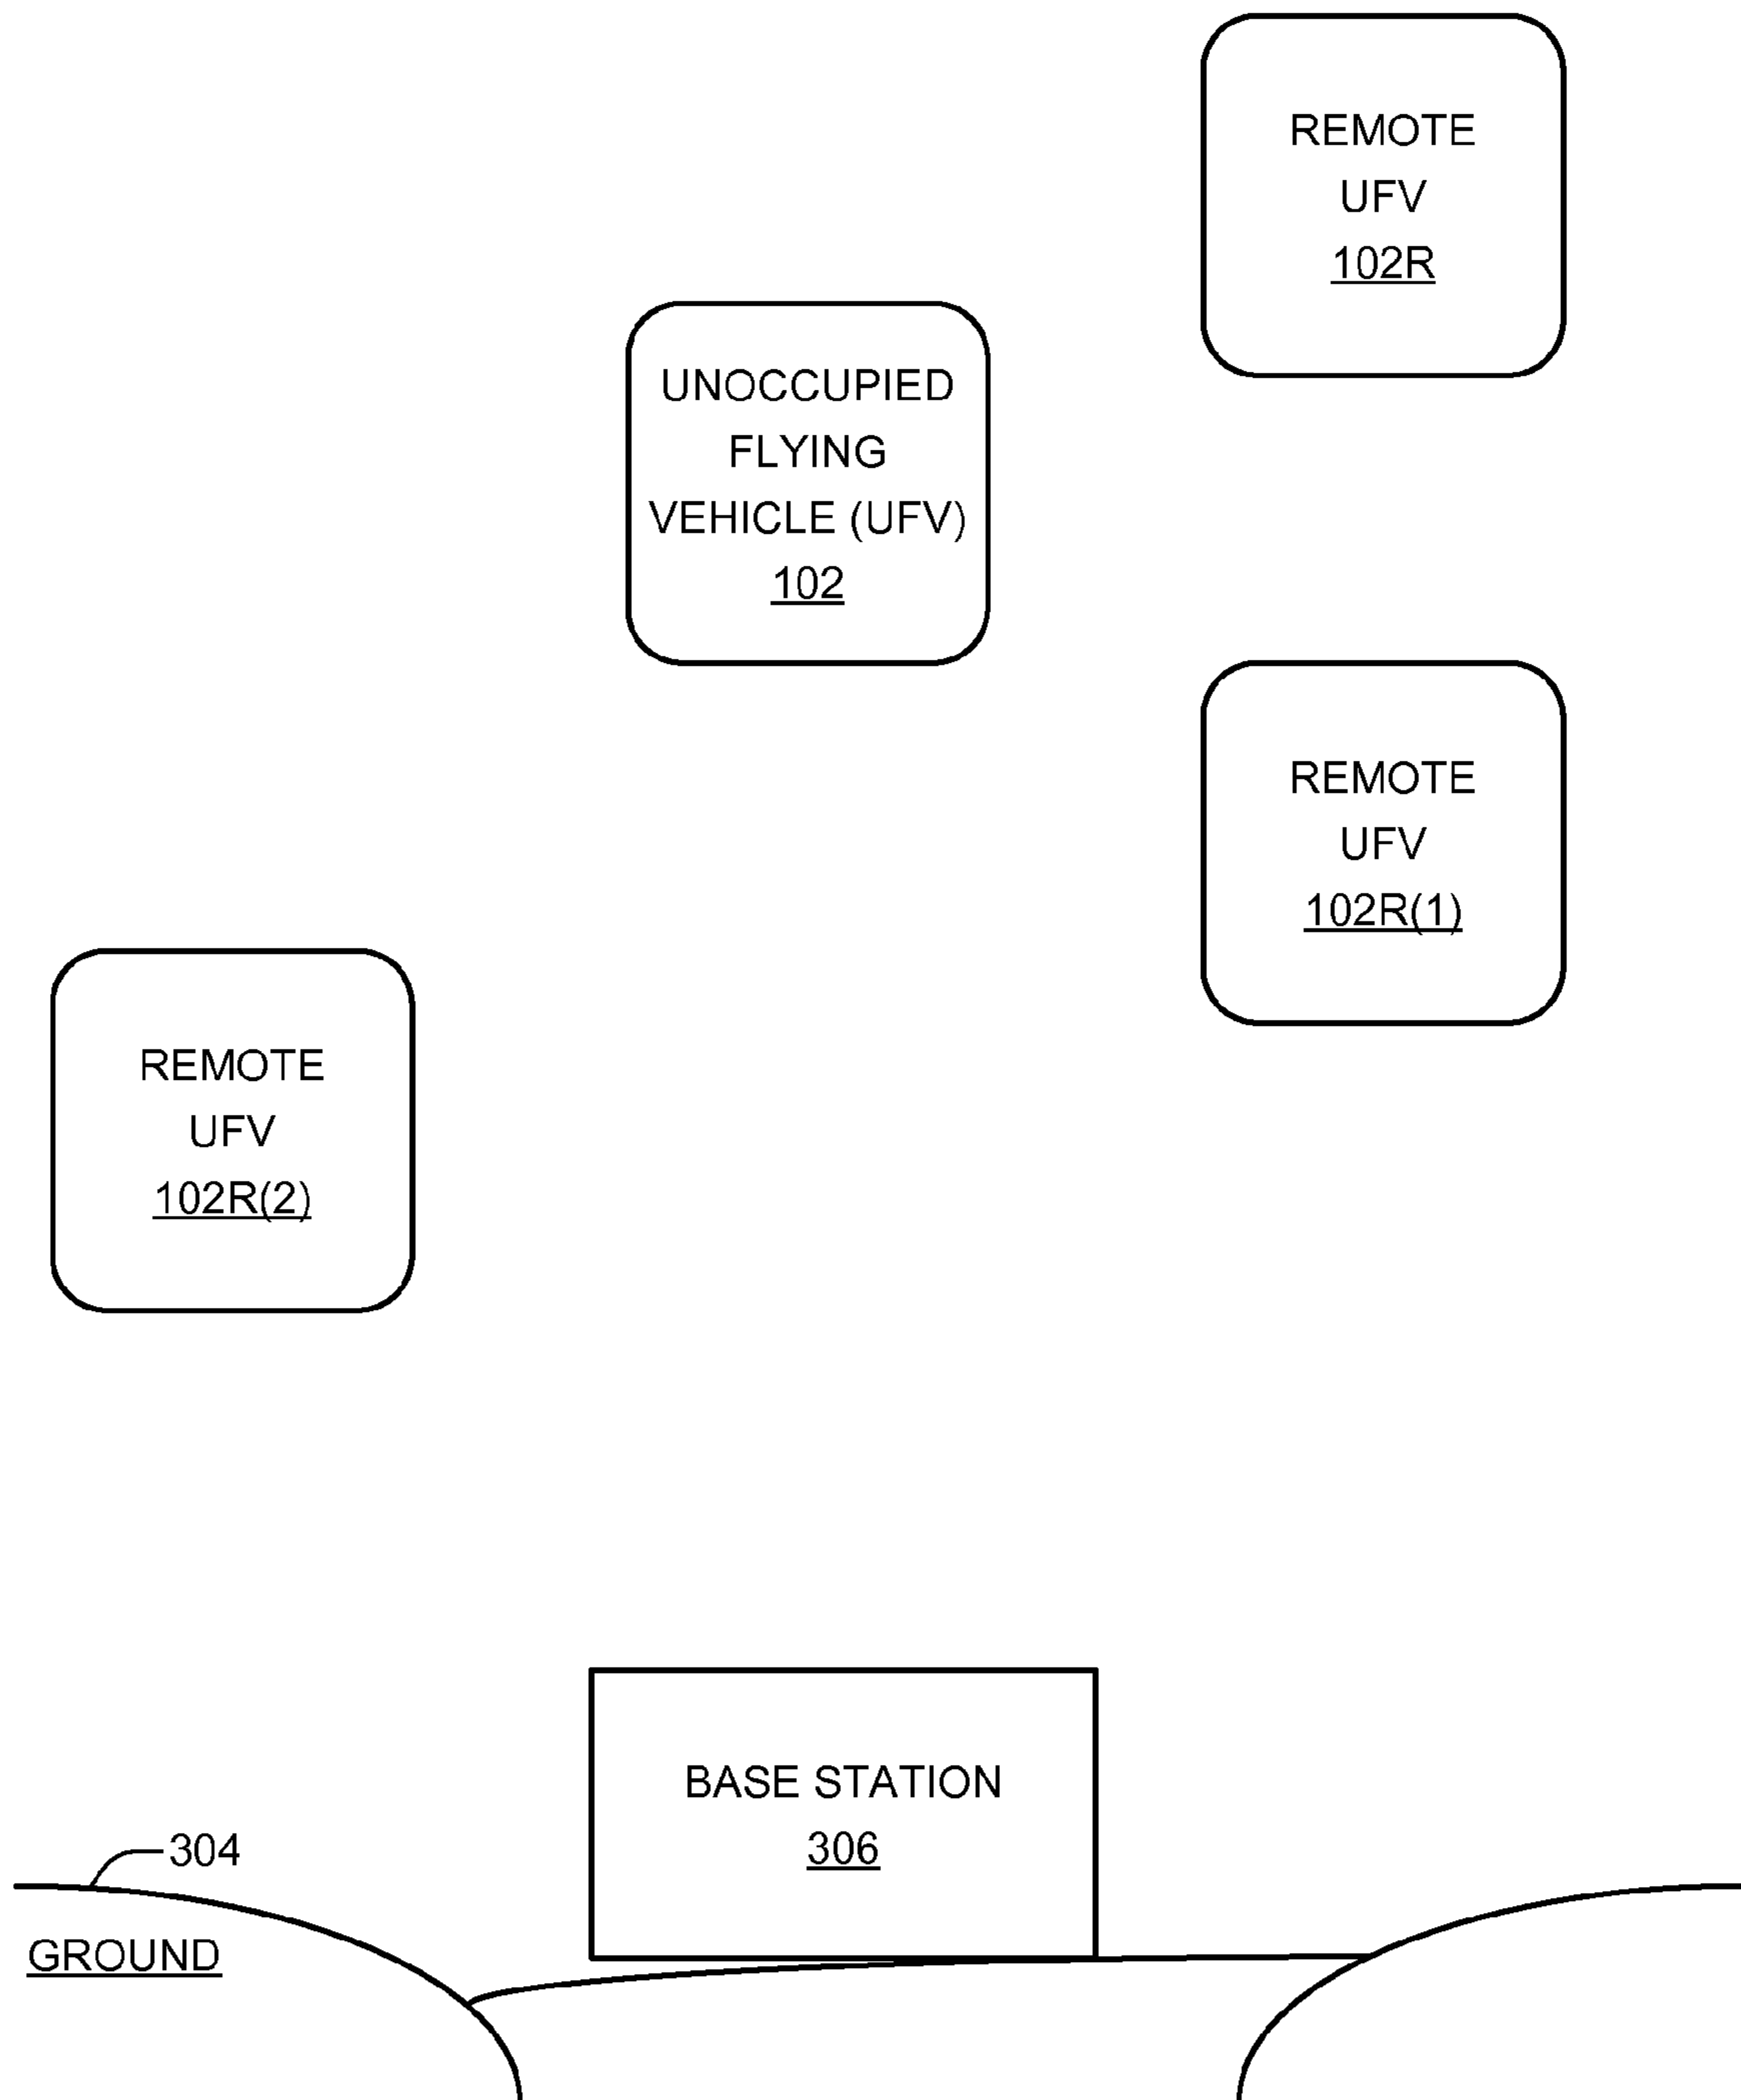 REMOTE
UFV
102R
UNOCCUPIED
FLYING
VEHICLE (UFV)
102
REMOTE
UFV
102R(1)
REMOTE
UFV
102R(2)
BASE STATION
306
304
GROUND